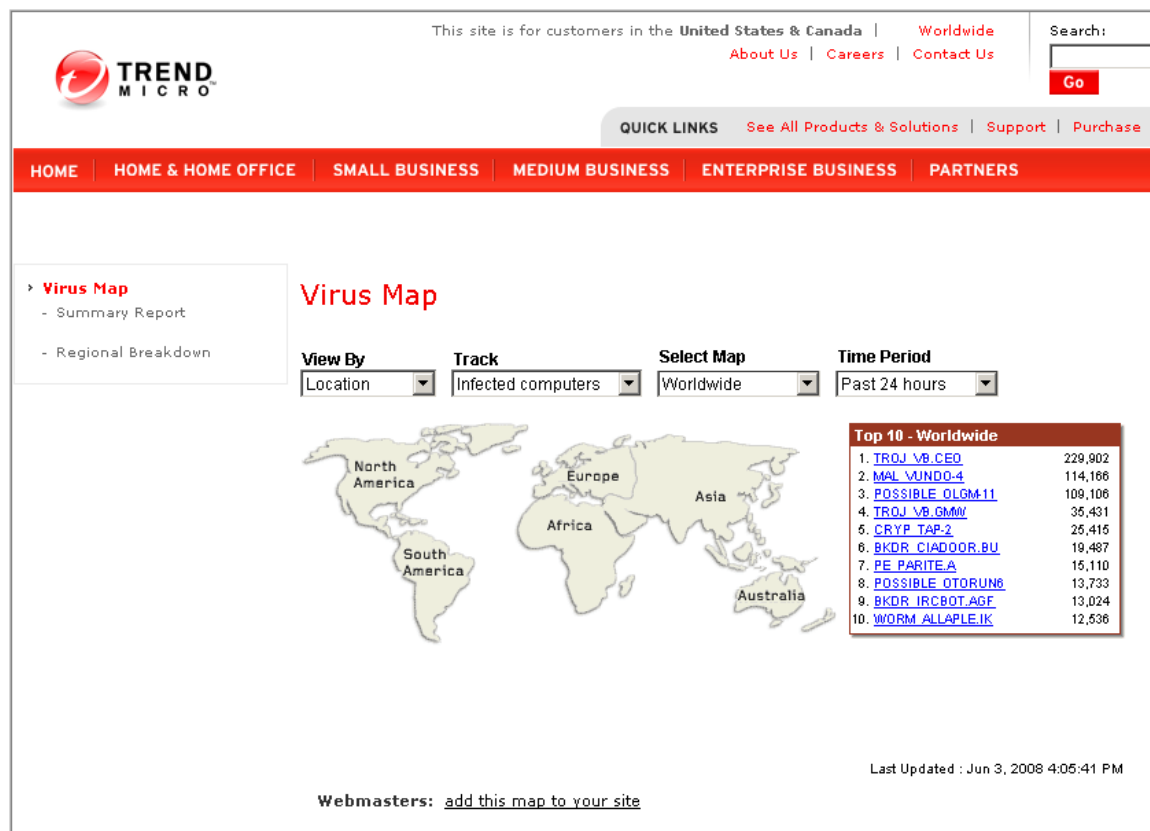 This site is for customers in the United States & Canada | Worldwide
About Us | Careers | Contact Us
Search:
Go
TREND
MICRO™
QUICK LINKS See All Products & Solutions | Support | Purchase
HOME HOME & HOME OFFICE SMALL BUSINESS MEDIUM BUSINESS ENTERPRISE BUSINESS PARTNERS
› Virus Map
- Summary Report
- Regional Breakdown
Virus Map
View By Track Select Map Time Period
Location Infected computers Worldwide Past 24 hours
North
America
Europe
Asia
Africa
South
America
Australia
Top 10 - Worldwide
1. TROJ_VB.CEO 229,902
2. MAL_VUNDO-4 114,166
3. POSSIBLE_OLGM-11 109,106
4. TROJ_VB.GMW 35,431
5. CRYP_TAP-2 25,415
6. BKDR_CIADOOR.BU 19,487
7. PE_PARITE.A 15,110
8. POSSIBLE_OTORUN6 13,733
9. BKDR_IRCBOT.AGF 13,024
10. WORM_ALLAPLE.IK 12,536
Last Updated : Jun 3, 2008 4:05:41 PM
Webmasters: add this map to your site